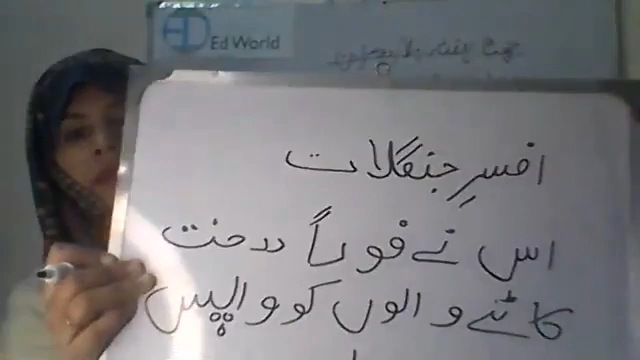 Ed World
افسرِ جنگلات
اس نے فوراً درخت
کاٹنے والوں کو واپس